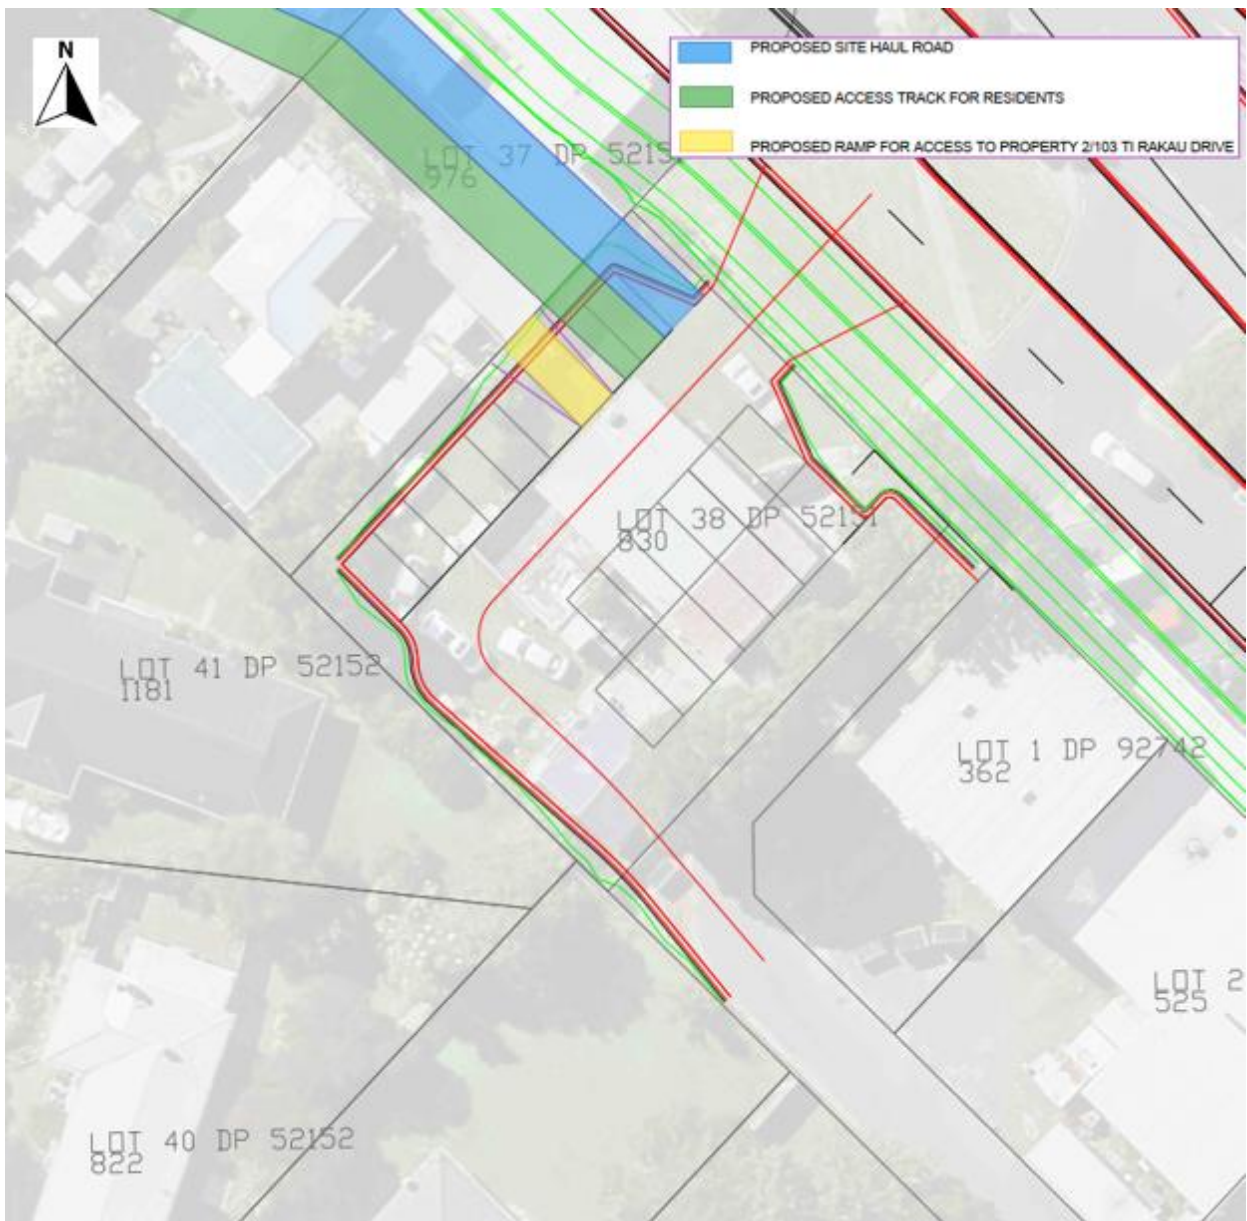 N
PROPOSED SITE HAUL ROAD
PROPOSED ACCESS TRACK FOR RESIDENTS
PROPOSED RAMP FOR ACCESS TO PROPERTY 2/103 TI RAKAU DRIVE
LOT 37 DP 5215
976
LOT 38 DP 52151
830
LOT 41 DP 52152
1181
LOT 1 DP 92742
362
LOT 2
525
LOT 40 DP 52152
822